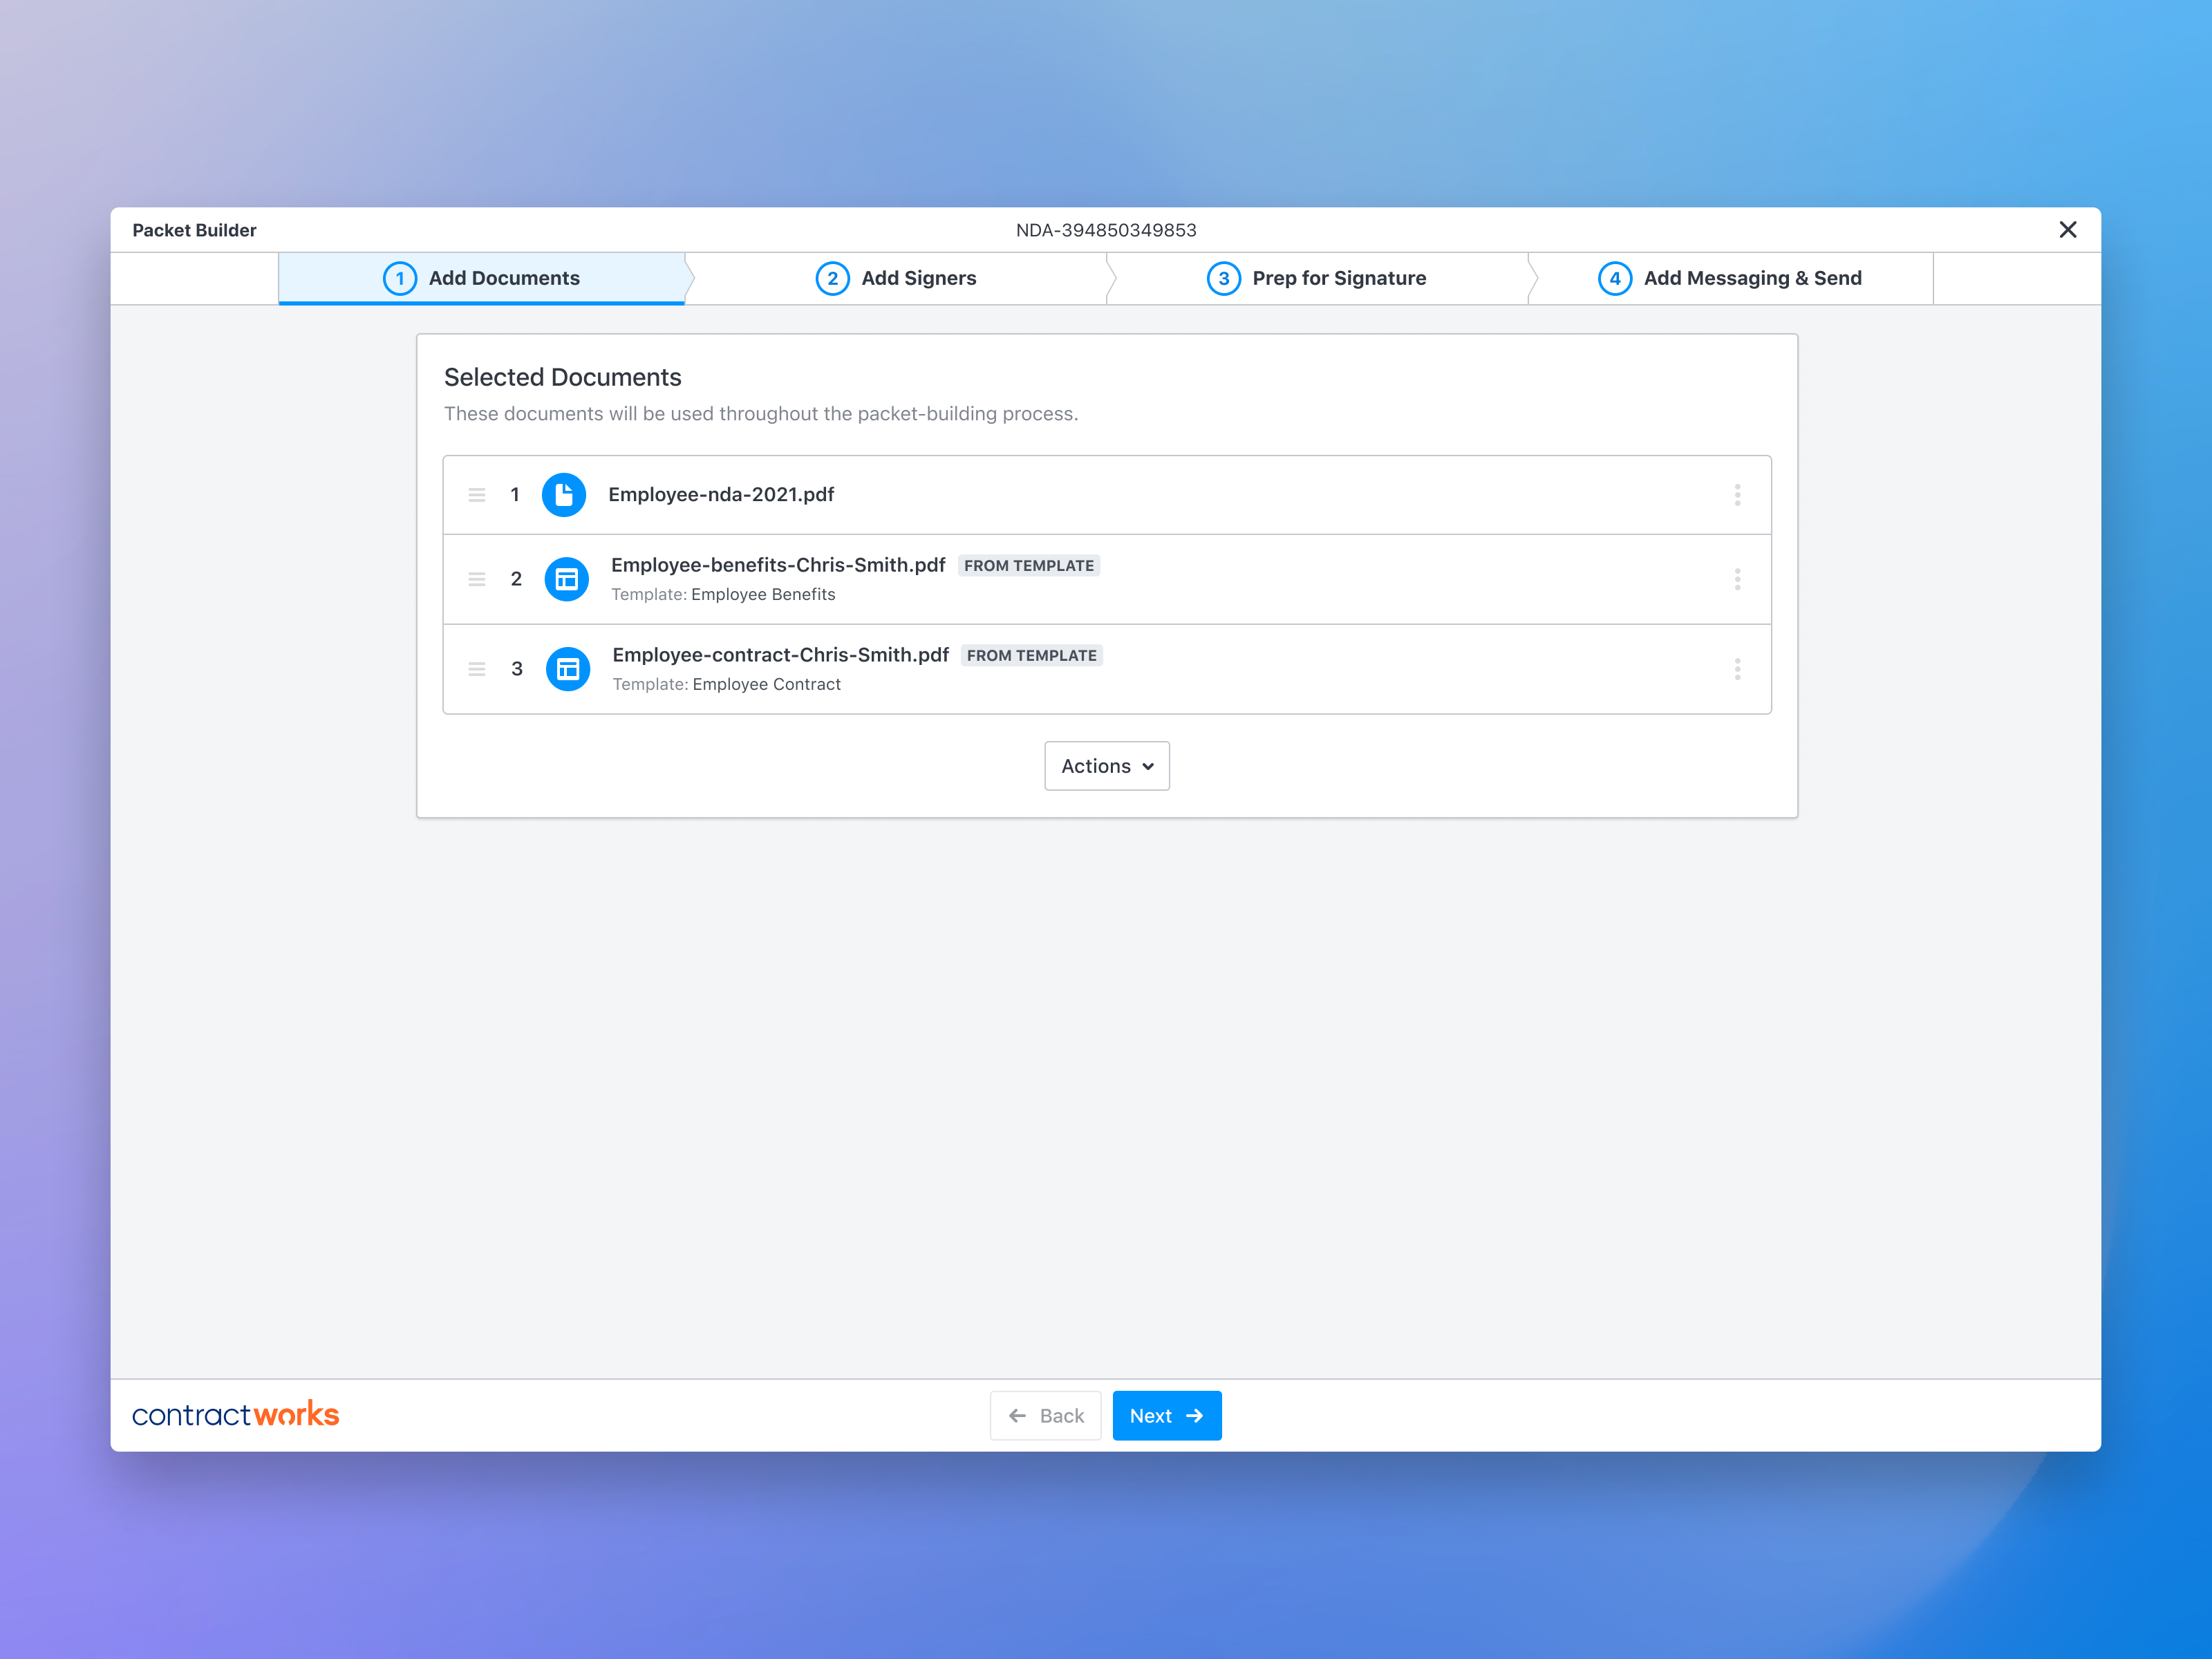 Packet Builder
NDA-394850349853
1 Add Documents
2 Add Signers
3 Prep for Signature
4 Add Messaging & Send
Selected Documents
These documents will be used throughout the packet-building process.
1 Employee-nda-2021.pdf
2 Employee-benefits-Chris-Smith.pdf FROM TEMPLATE
Template: Employee Benefits
3 Employee-contract-Chris-Smith.pdf FROM TEMPLATE
Template: Employee Contract
Actions
contractworks
Back
Next